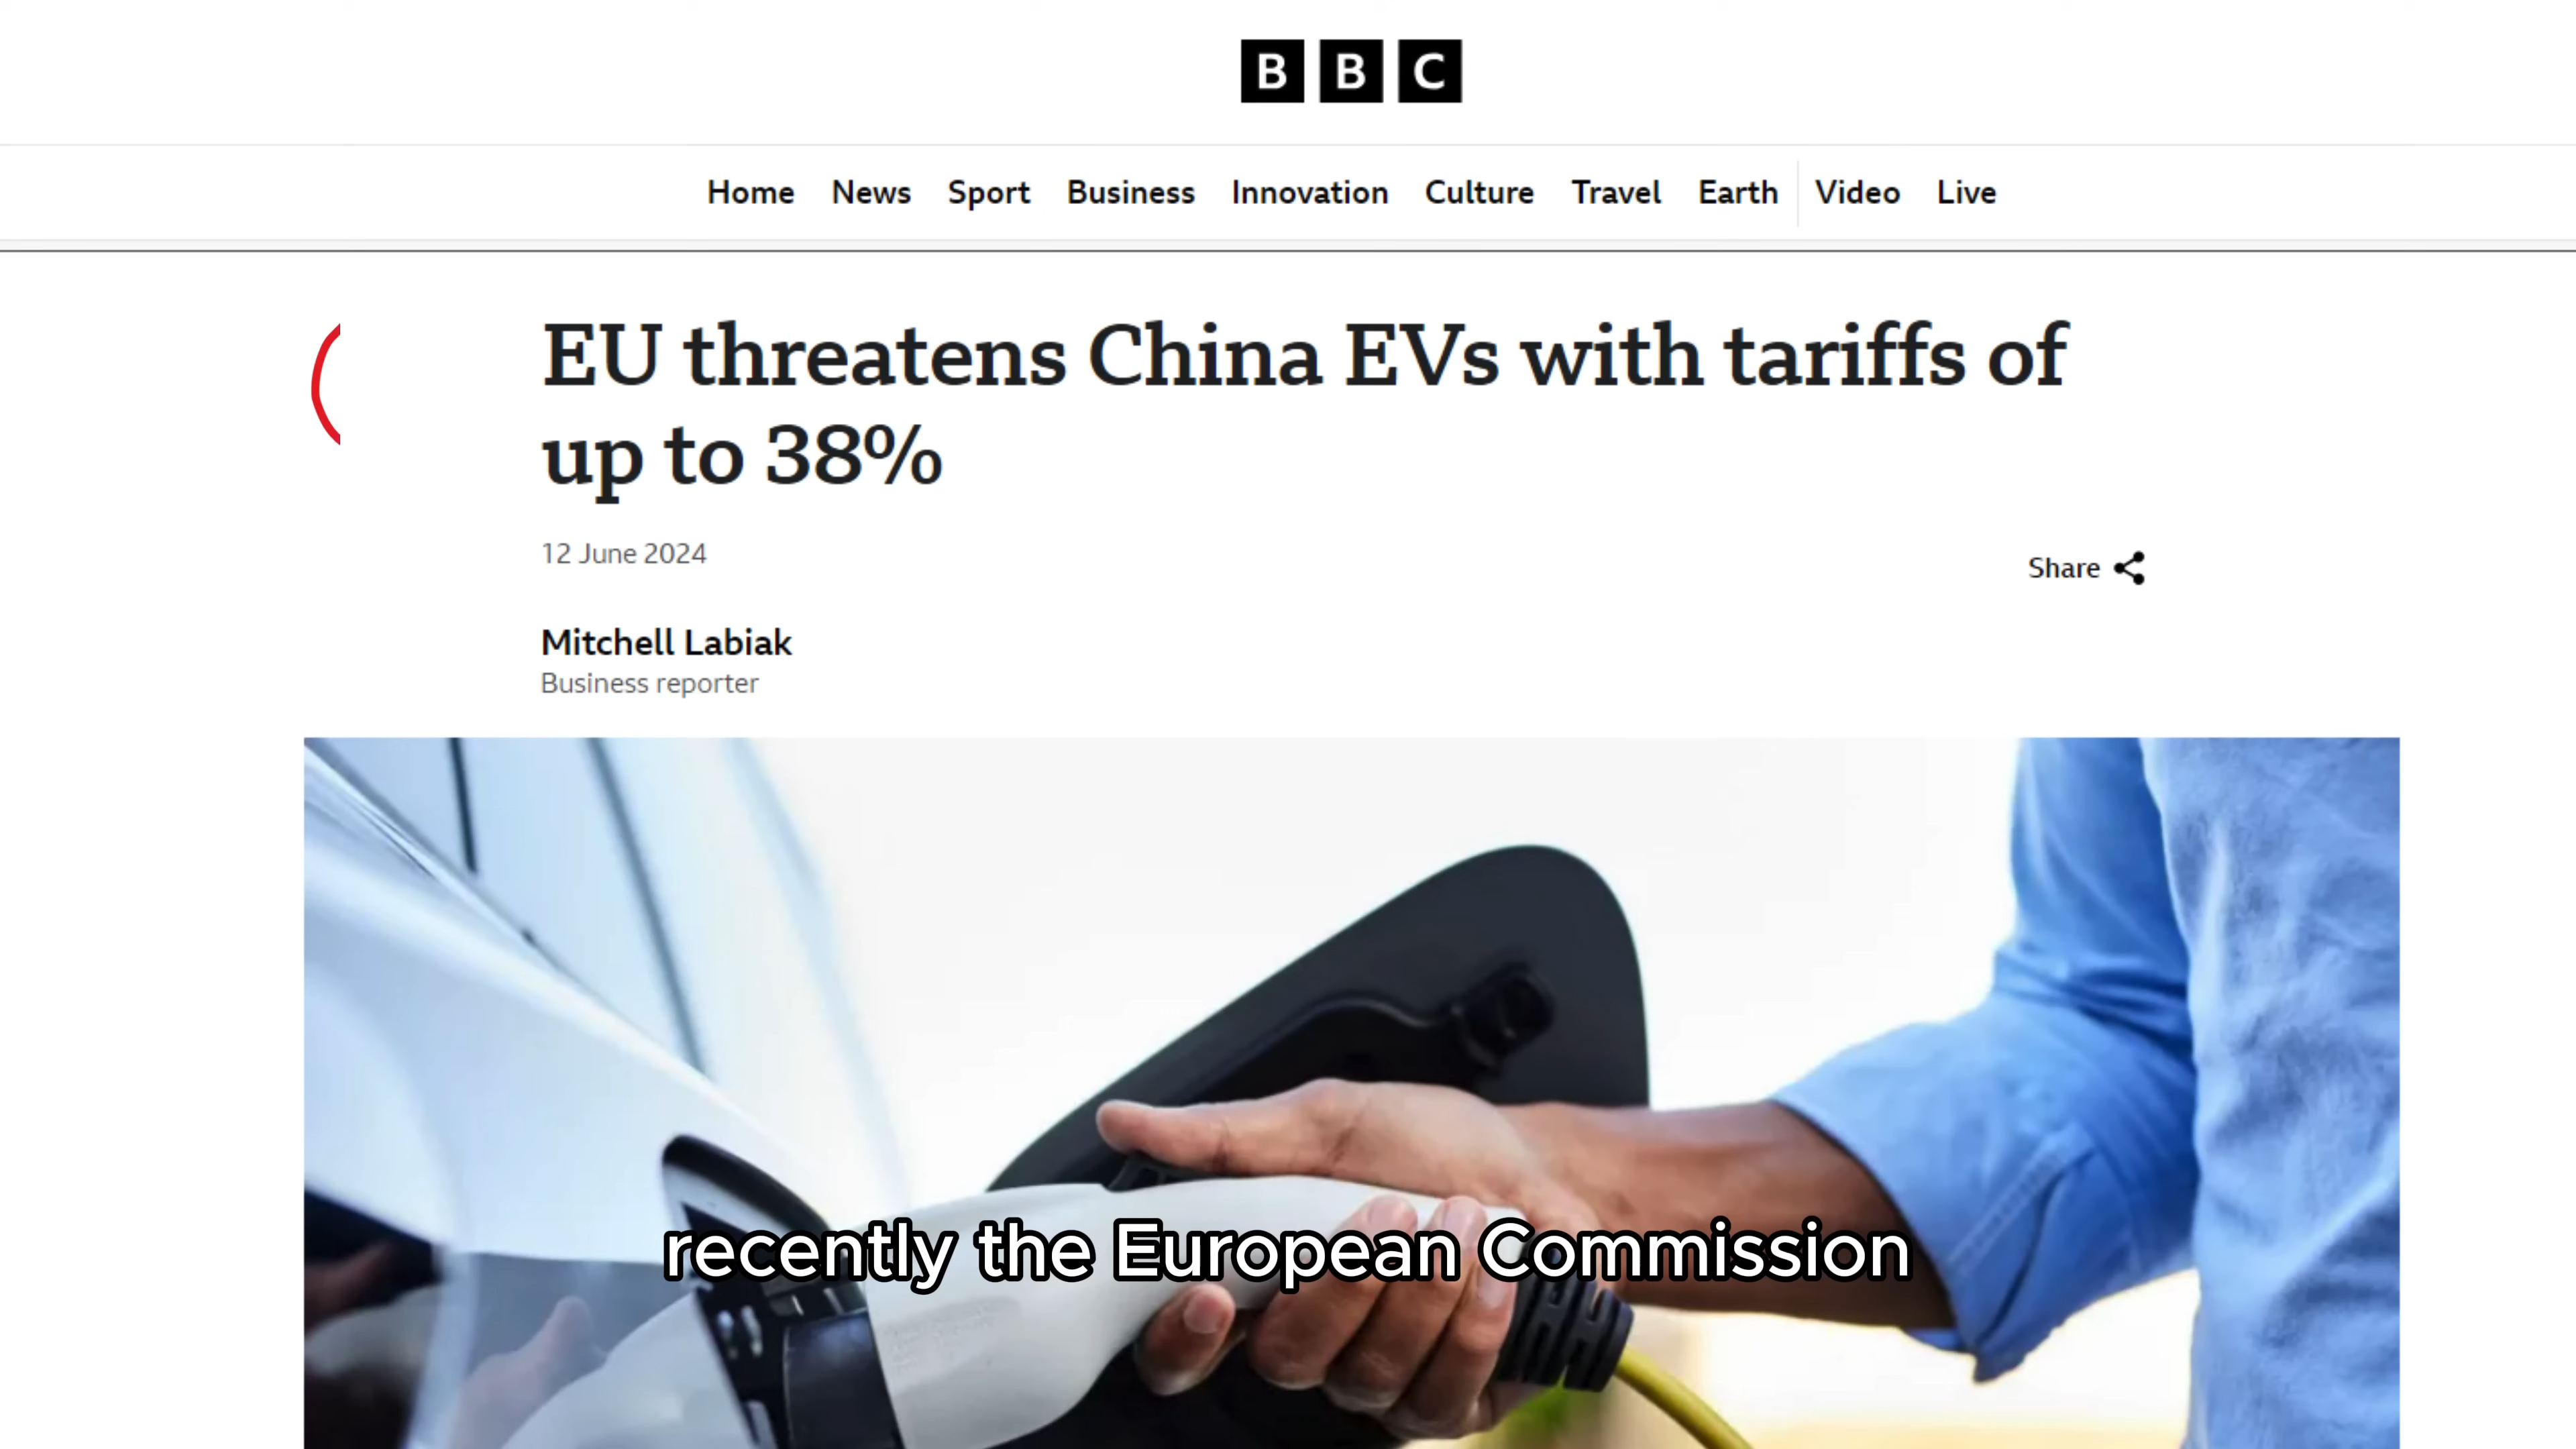 BBC
Home News Sport Business Innovation Culture Travel Earth Video Live
EU threatens China EVs with tariffs of
up to 38%
12 June 2024
Share
Mitchell Labiak
Business reporter
recently the European Commission